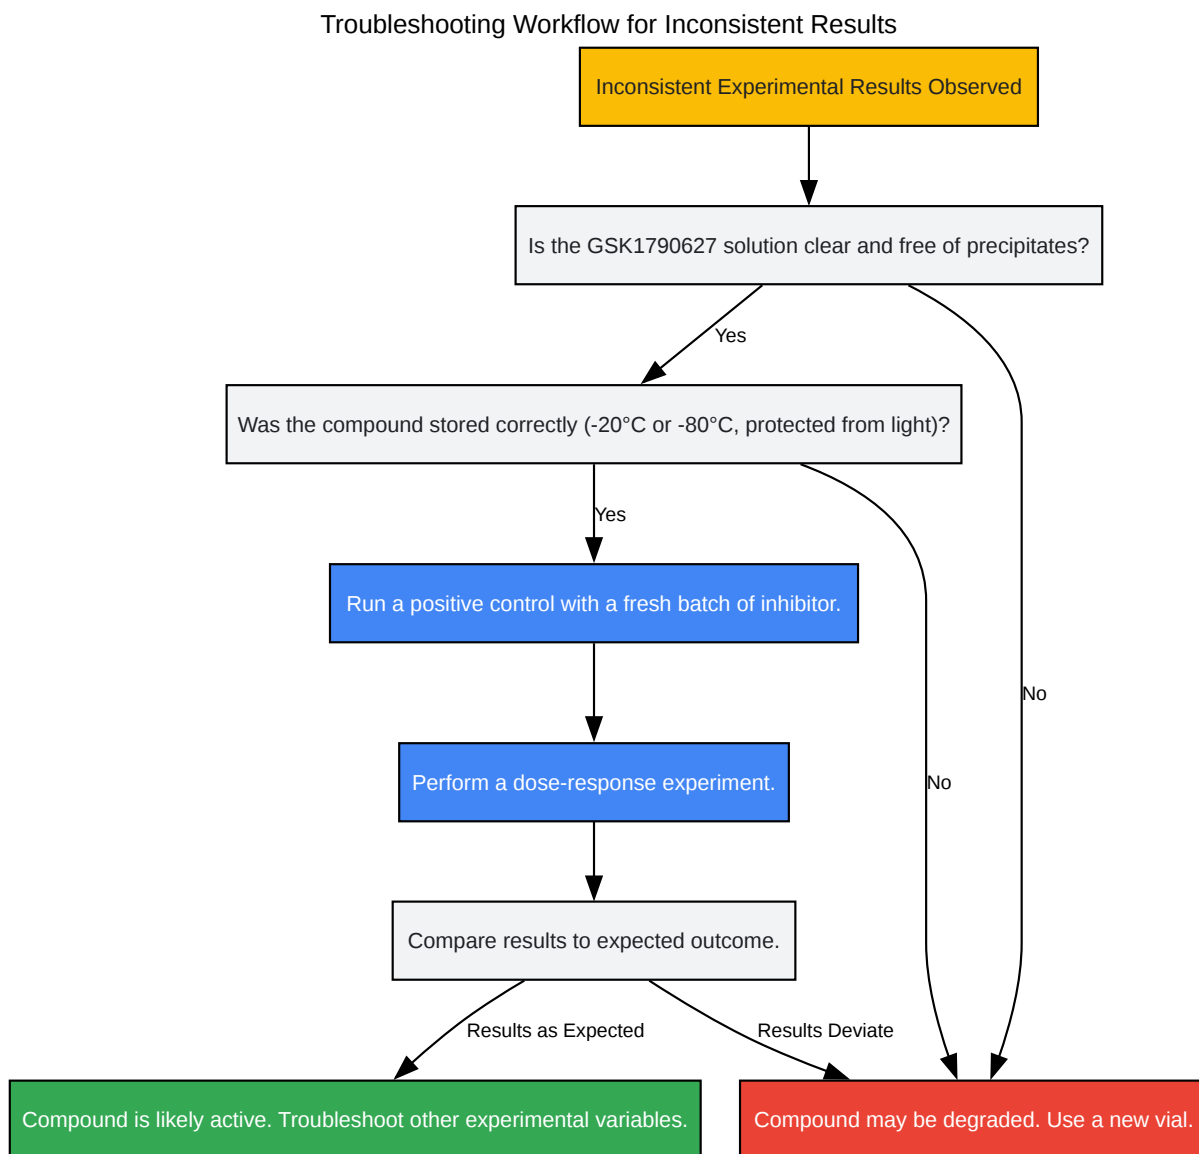 Troubleshooting Workflow for Inconsistent Results
Inconsistent Experimental Results Observed
Is the GSK1790627 solution clear and free of precipitates?
Yes
Was the compound stored correctly (-20°C or -80°C, protected from light)?
Yes
Run a positive control with a fresh batch of inhibitor.
No
Perform a dose-response experiment.
No
Compare results to expected outcome.
Results as Expected
Results Deviate
Compound is likely active. Troubleshoot other experimental variables.
Compound may be degraded. Use a new vial.